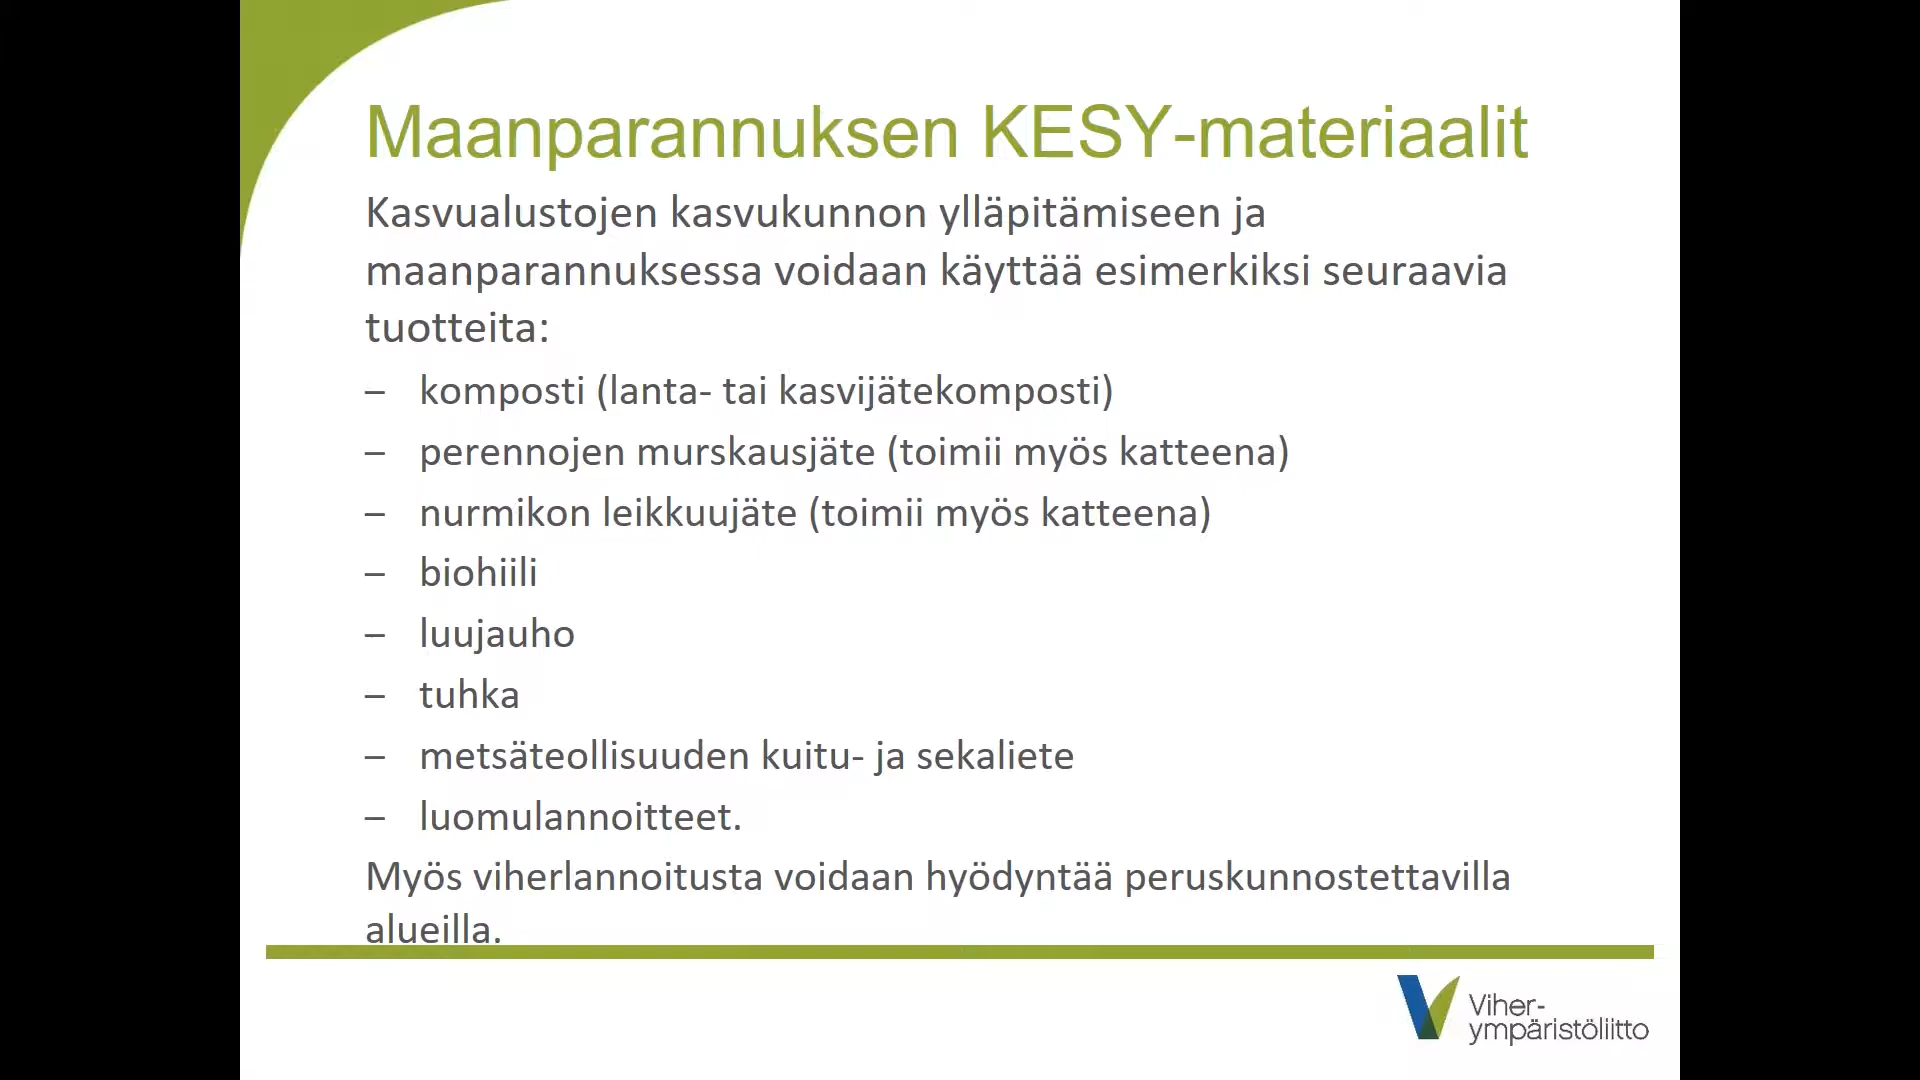 Maanparannuksen KESY-materiaalit
Kasvualustojen kasvukunnon ylläpitämiseen ja
maanparannuksessa voidaan käyttää esimerkiksi seuraavia
tuotteita:
– komposti (lanta- tai kasvijätekomposti)
– perennojen murskausjäte (toimii myös katteena)
– nurmikon leikkuujäte (toimii myös katteena)
– biohiili
– luujauho
– tuhka
– metsäteollisuuden kuitu- ja sekaliete
– luomulannoitteet.
Myös viherlannoitusta voidaan hyödyntää peruskunnostettavilla
alueilla.
Viher-
ympäristöliitto